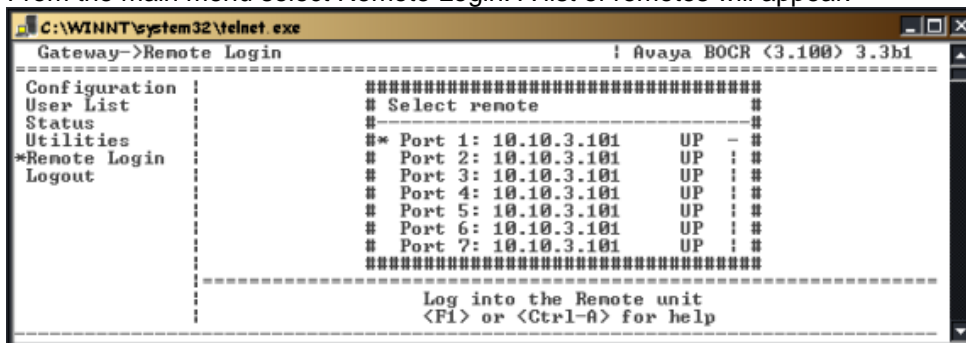 From the main menu select Remote Login. A list of remotes will appear.
C:\WINNT\system32\telnet.exe
Gateway->Remote Login ¦ Avaya BOCR (3.100) 3.3b1
Configuration
User List
Status
Utilities
*Remote Login
Logout
Select remote
* Port 1: 10.10.3.101 UP
Port 2: 10.10.3.101 UP
Port 3: 10.10.3.101 UP
Port 4: 10.10.3.101 UP
Port 5: 10.10.3.101 UP
Port 6: 10.10.3.101 UP
Port 7: 10.10.3.101 UP
Log into the Remote unit
<F1> or <Ctrl-A> for help